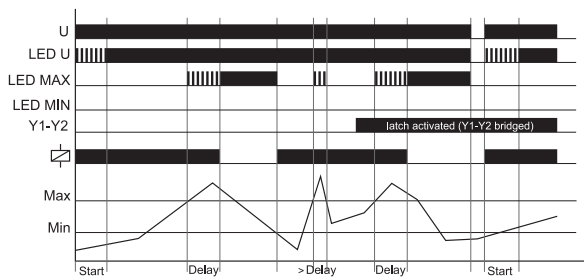 U
LED U
LED MAX
LED MIN
Y1-Y2
latch activated (Y1-Y2 bridged)
Max
Min
Start Delay >Delay Delay Start